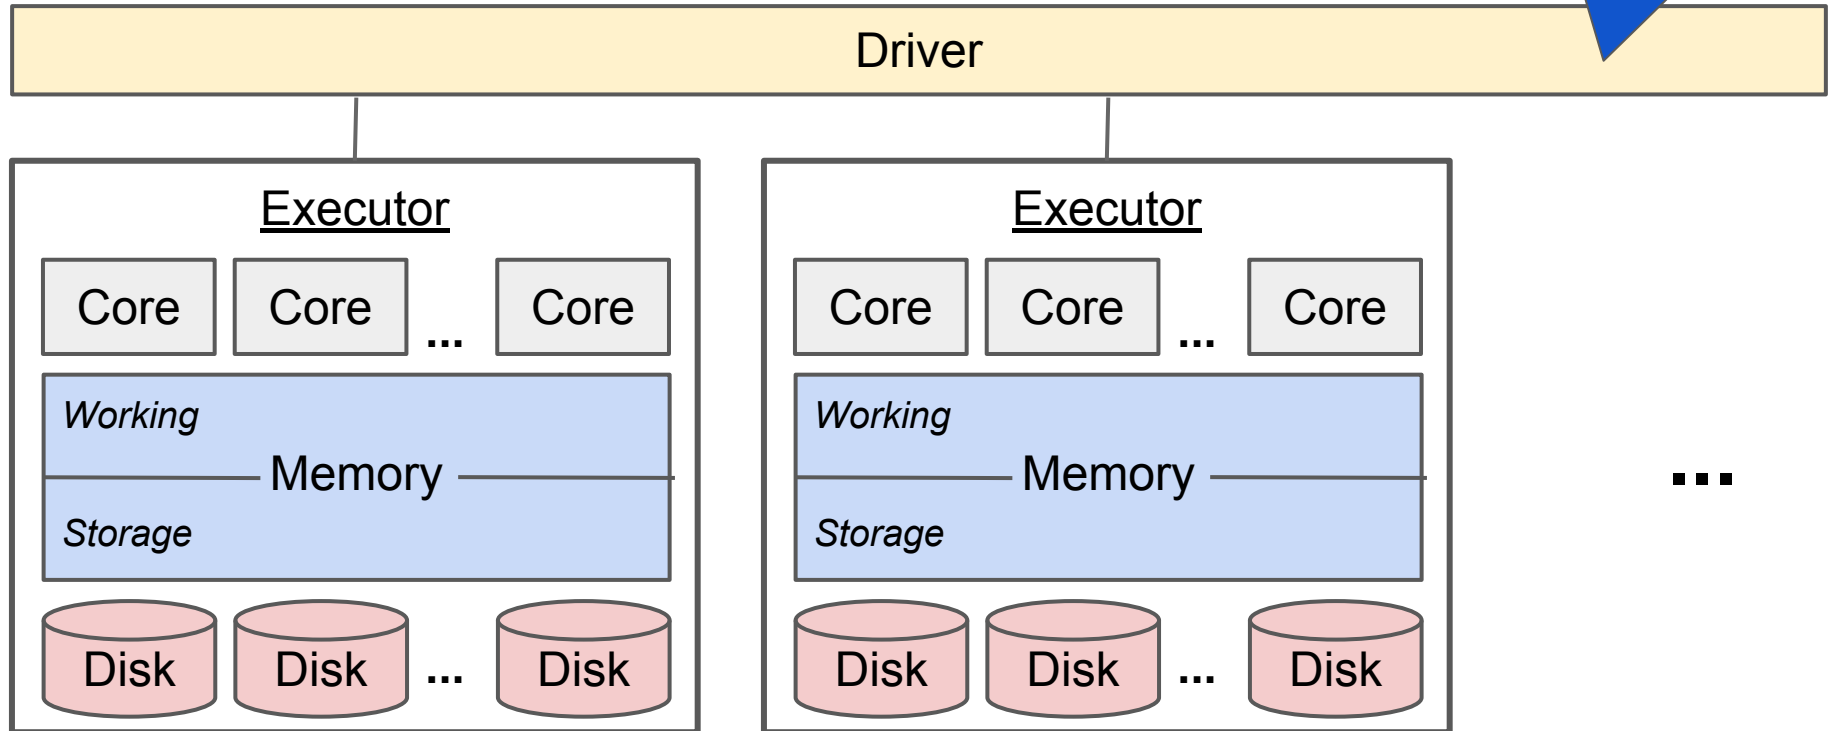 Driver
Executor
Core Core ... Core
Working
Memory
Storage
Disk Disk ... Disk
Executor
Core Core ... Core
Working
Memory
Storage
Disk Disk ... Disk
...